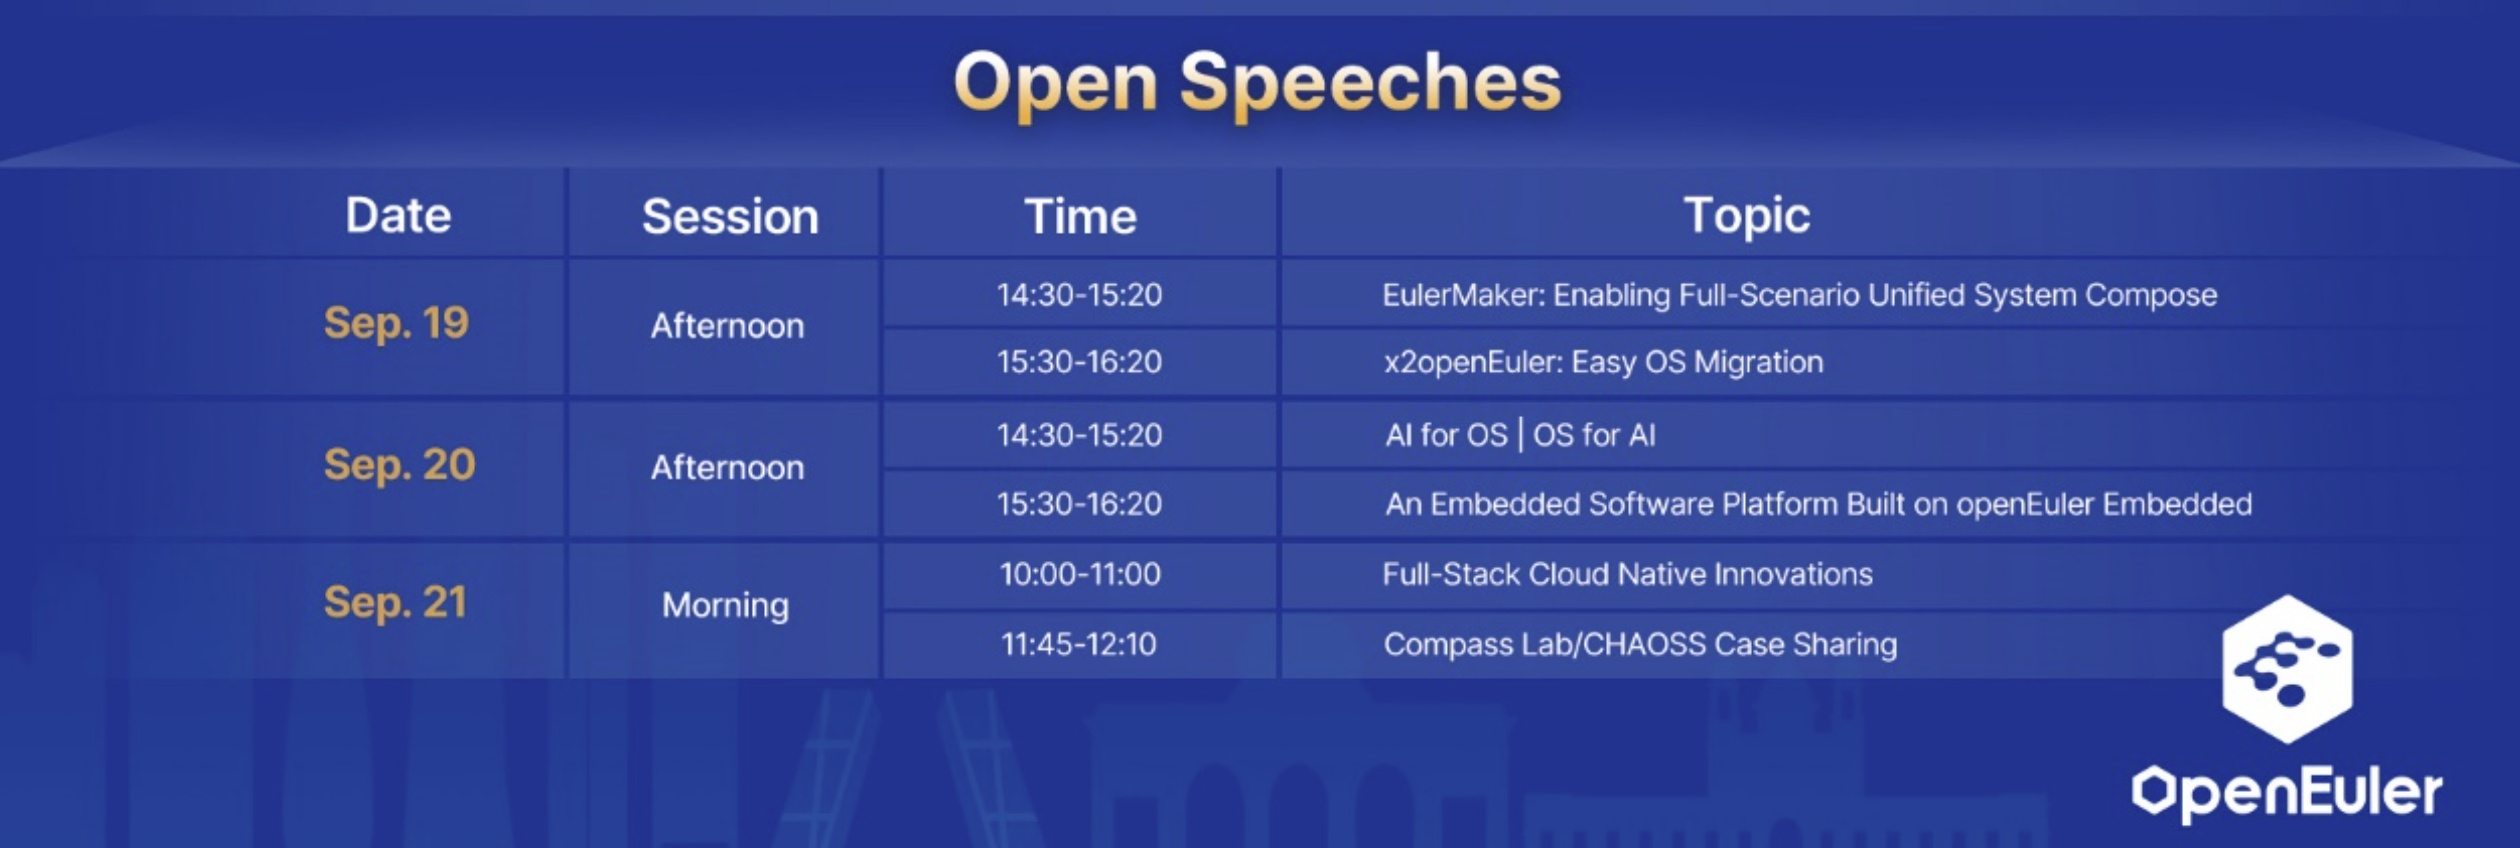 Open Speeches
Date Session Time Topic
Sep. 19 Afternoon 14:30-15:20 EulerMaker: Enabling Full-Scenario Unified System Compose
15:30-16:20 x2openEuler: Easy OS Migration
Sep. 20 Afternoon 14:30-15:20 AI for OS | OS for AI
15:30-16:20 An Embedded Software Platform Built on openEuler Embedded
Sep. 21 Morning 10:00-11:00 Full-Stack Cloud Native Innovations
11:45-12:10 Compass Lab/CHAOSS Case Sharing
OpenEuler